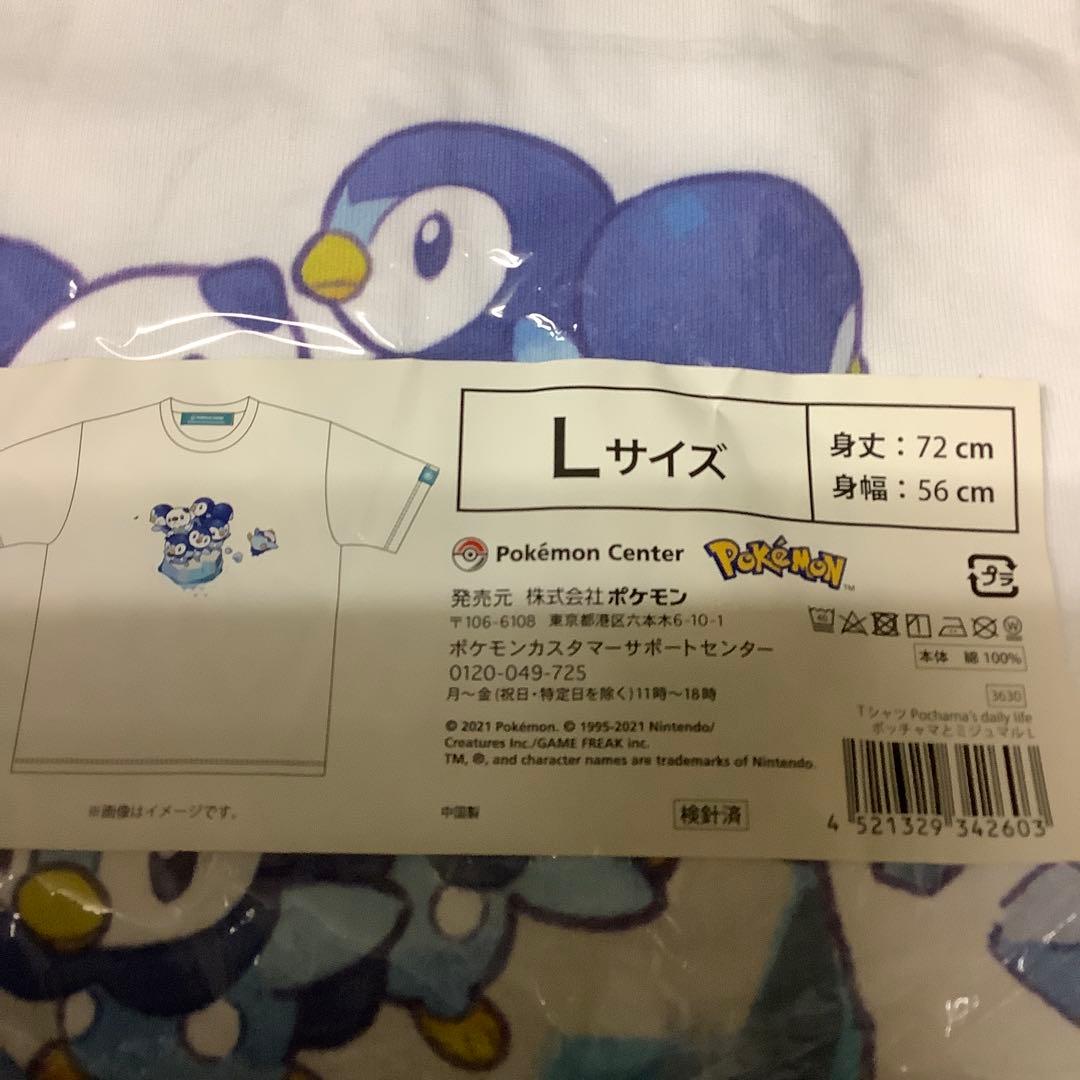 Lサイズ
身丈：72 cm
身幅：56 cm
Pokémon Center
POKÉMON TM
プラ
発売元 株式会社ポケモン
〒106-6108 東京都港区六本木6-10-1
ポケモンカスタマーサポートセンター
0120-049-725
月～金(祝日・特定日を除く)11時～18時
40
W
本体 綿100%
© 2021 Pokémon. © 1995-2021 Nintendo/
Creatures Inc./GAME FREAK inc.
TM, ®, and character names are trademarks of Nintendo.
3630
Tシャツ Pochama's daily life
ポッチャマとミジュマル L
4 521329 342603
※画像はイメージです。
中国製
検針済